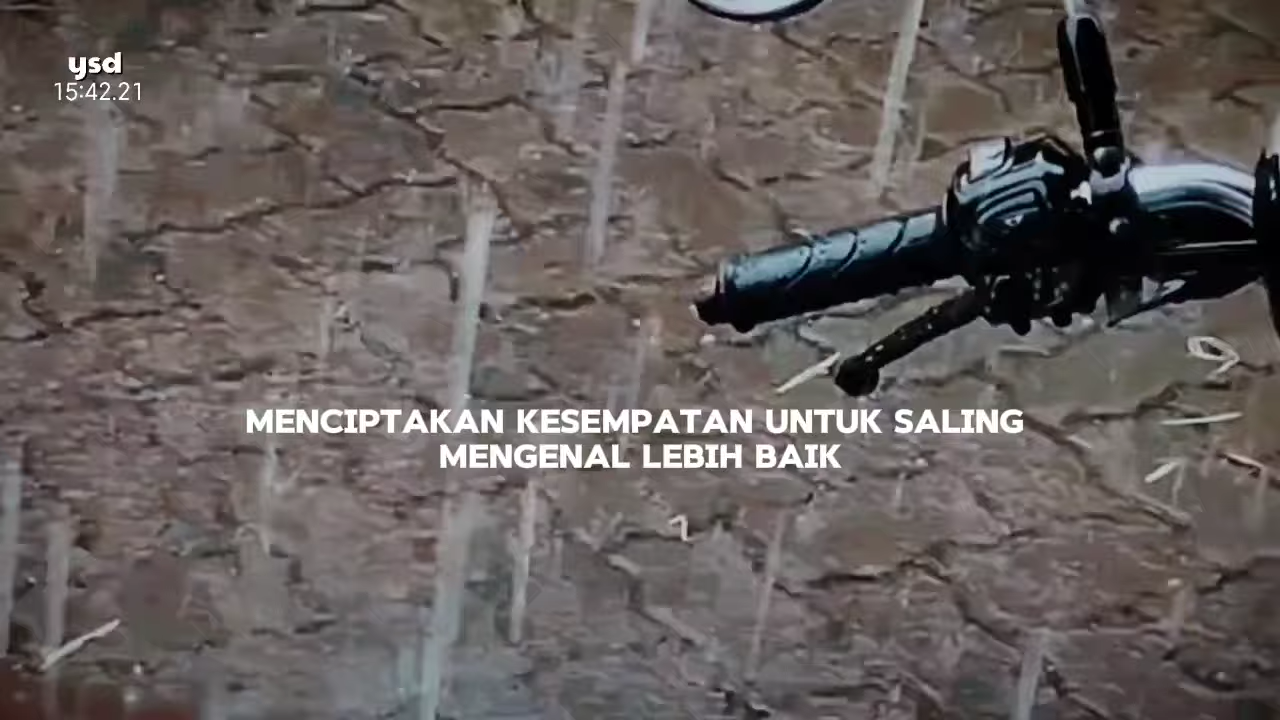 ysd
15:42.21
MENCIPTAKAN KESEMPATAN UNTUK SALING
MENGENAL LEBIH BAIK